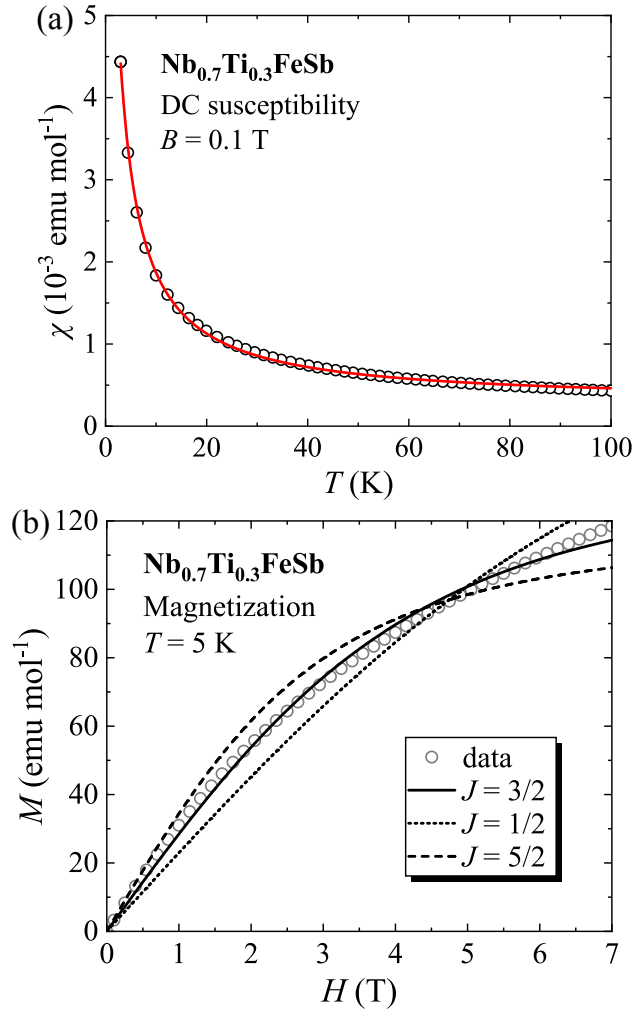 (a)
5
4
3
2
1
0
χ (10⁻³ emu mol⁻¹)
Nb₀.₇Ti₀.₃FeSb
DC susceptibility
B = 0.1 T
0 20 40 60 80 100
T (K)
(b)
120
100
80
60
40
20
0
M (emu mol⁻¹)
Nb₀.₇Ti₀.₃FeSb
Magnetization
T = 5 K
data
J = 3/2
J = 1/2
J = 5/2
0 1 2 3 4 5 6 7
H (T)